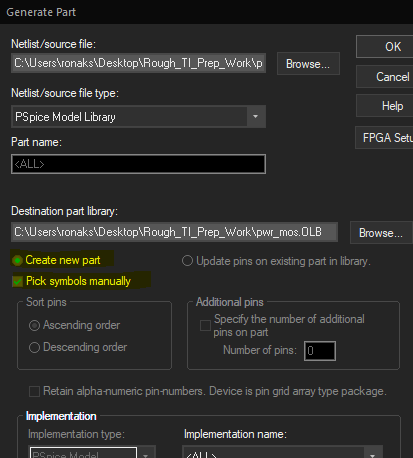 Generate Part
Netlist/source file:
C:\Users\ronaks\Desktop\Rough_TI_Prep_Work\p
Browse...
OK
Cancel
Netlist/source file type:
PSpice Model Library
Help
FPGA Setu
Part name:
<ALL>
Destination part library:
C:\Users\ronaks\Desktop\Rough_TI_Prep_Work\pwr_mos.OLB
Browse...
Create new part
Update pins on existing part in library.
Pick symbols manually
Sort pins
Additional pins
Ascending order
Specify the number of additional
pins on part
Descending order
Number of pins:
0
Retain alpha-numeric pin-numbers. Device is pin grid array type package.
Implementation
Implementation type:
Implementation name:
PSpice Model
<ALL>